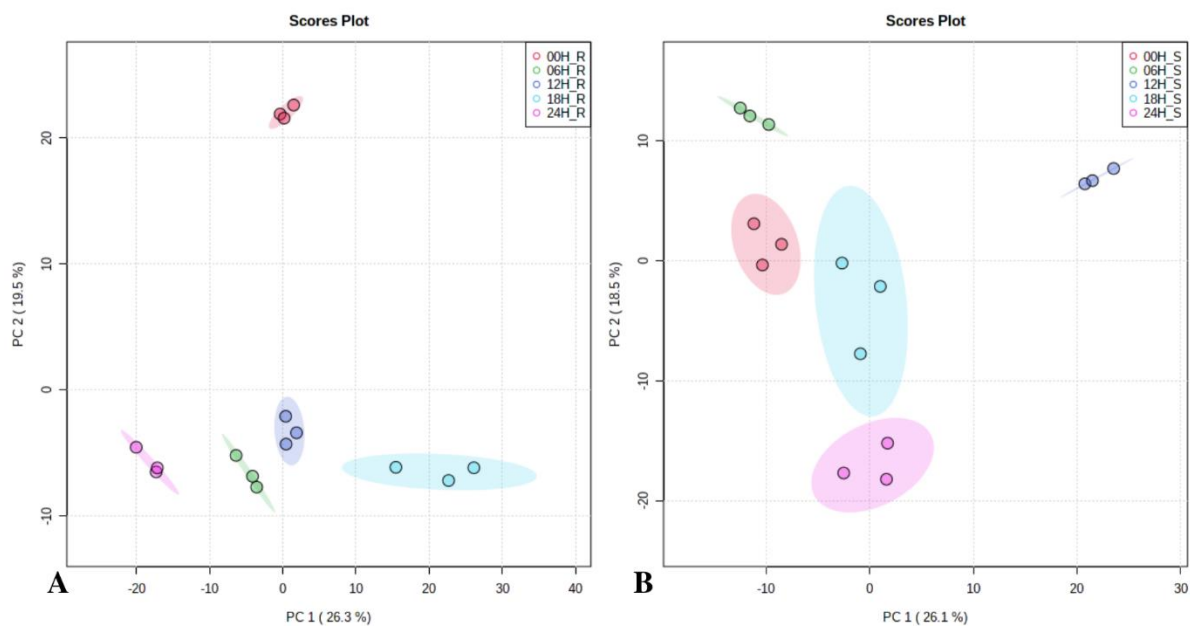 Scores Plot
00H_R
06H_R
12H_R
18H_R
24H_R
20
10
0
-10
PC 2 ( 19.5 %)
-20
-10
0
10
20
30
40
PC 1 ( 26.3 %)
A
Scores Plot
00H_S
06H_S
12H_S
18H_S
24H_S
10
0
-10
-20
PC 2 ( 18.5 %)
-10
0
10
20
30
PC 1 ( 26.1 %)
B